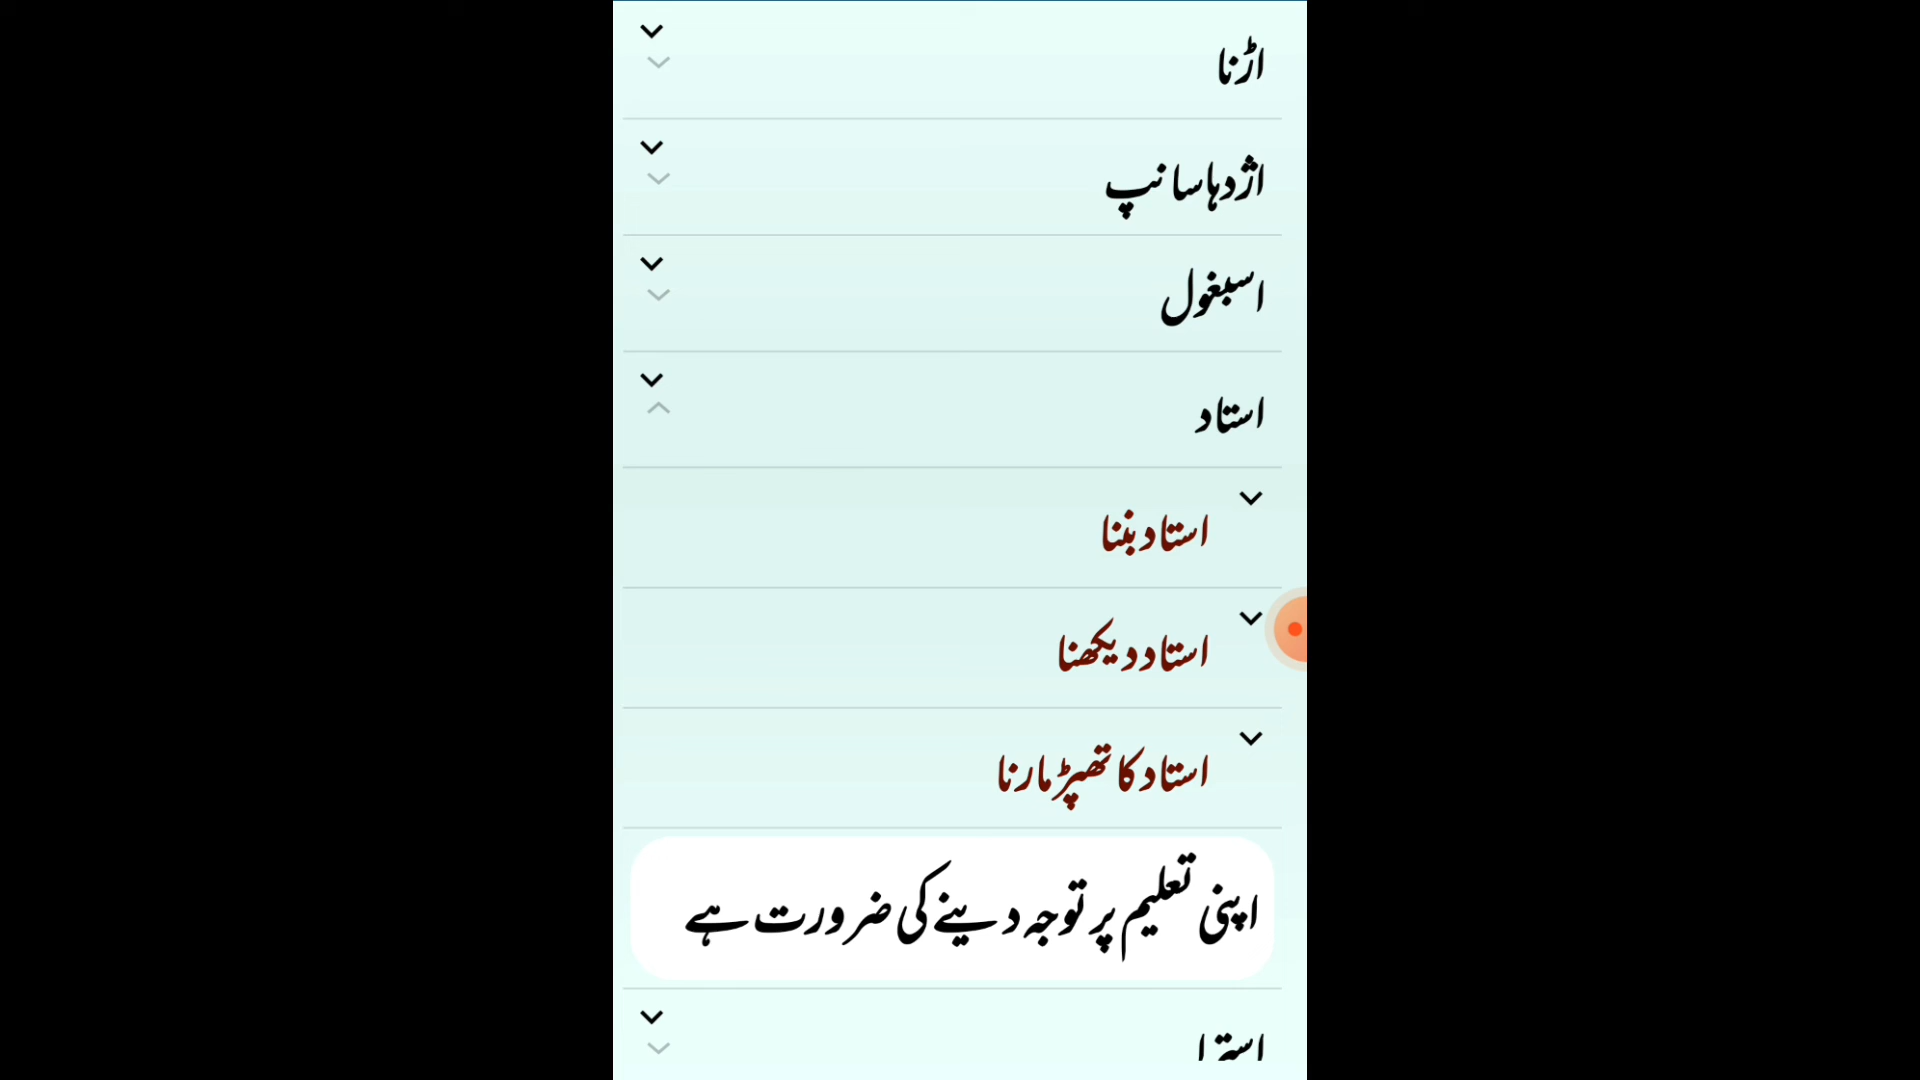 اڑنا
اژدہا سانپ
اسبغول
استاد
استاد بننا
استاد دیکھنا
استاد کا تھپڑ مارنا
اپنی تعلیم پر توجہ دینے کی ضرورت ہے
استرا